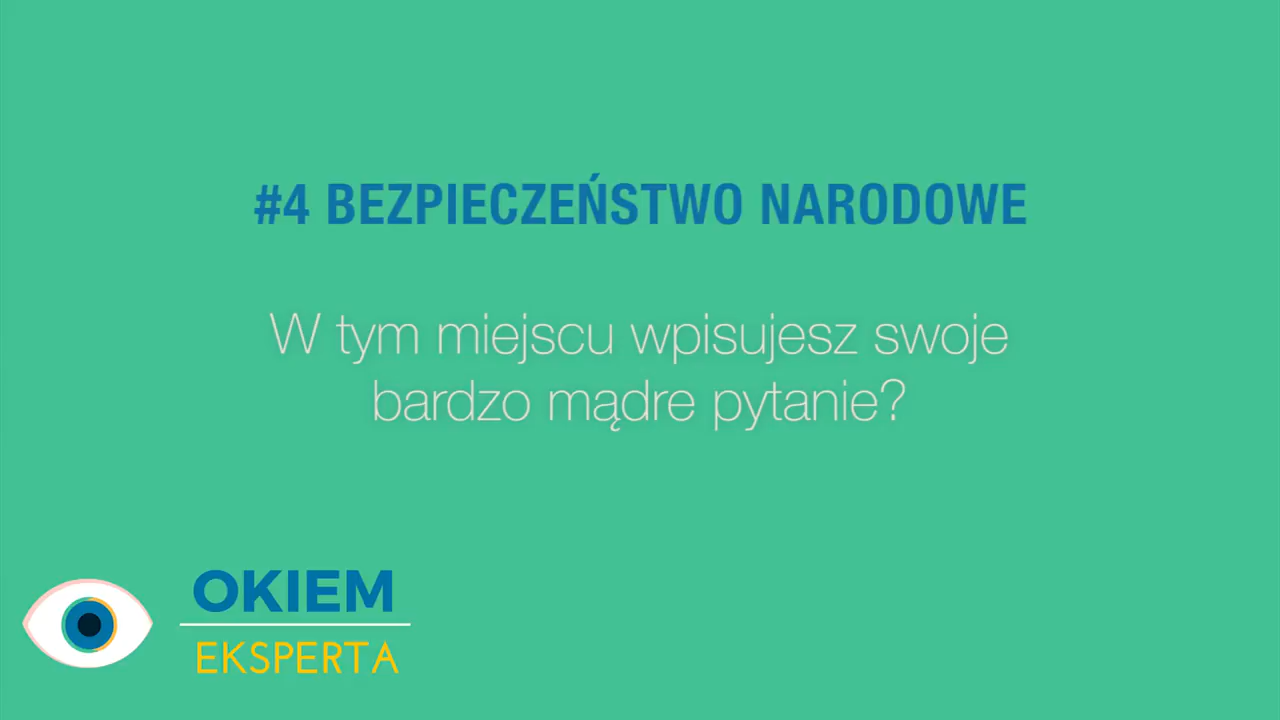 #4 BEZPIECZEŃSTWO NARODOWE
W tym miejscu wpisujesz swoje
bardzo mądre pytanie?
OKIEM
EKSPERTA